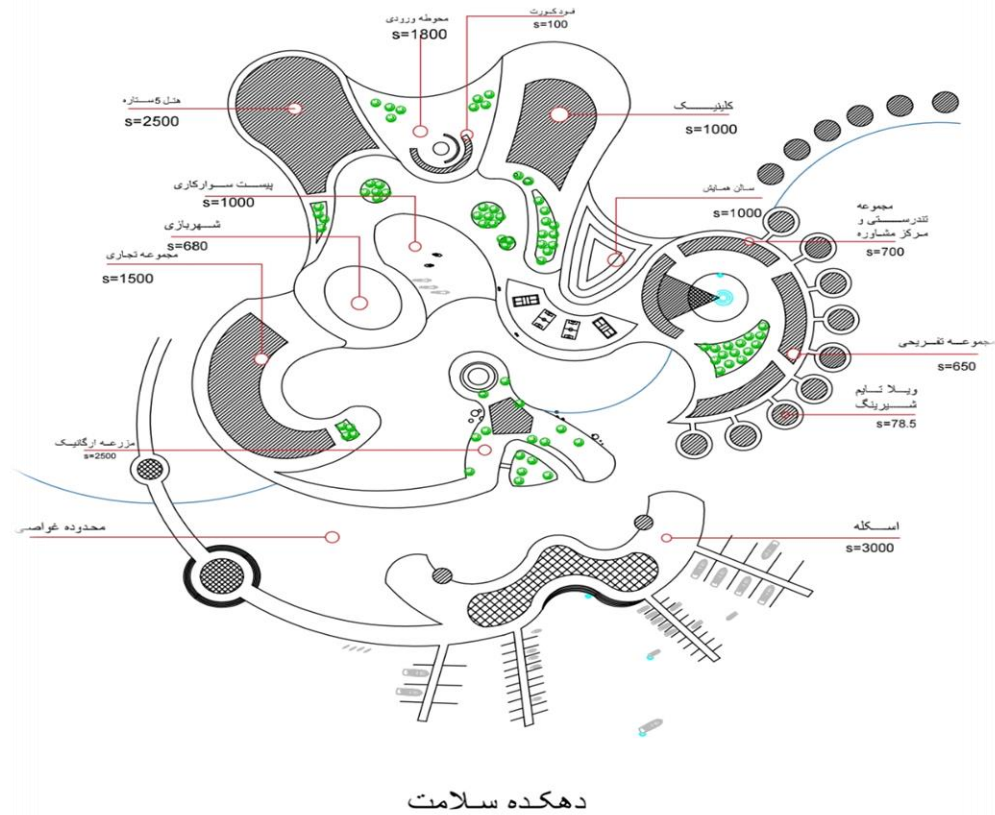 محوطه ورودی
s=1800
فود کورت
s=100
هتل 5 ستاره
s=2500
کلینیک
s=1000
پیست سوارکاری
s=1000
سالن همایش
s=1000
شهربازی
s=680
مجموعه تجاری
s=1500
مجموعه
تندرستی و
مرکز مشاوره
s=700
مجموعه تفریحی
s=650
ویلا تایم
شیرینگ
s=78.5
مزرعه ارگانیک
s=2500
محدوده غواصی
اسکله
s=3000
دهکده سلامت